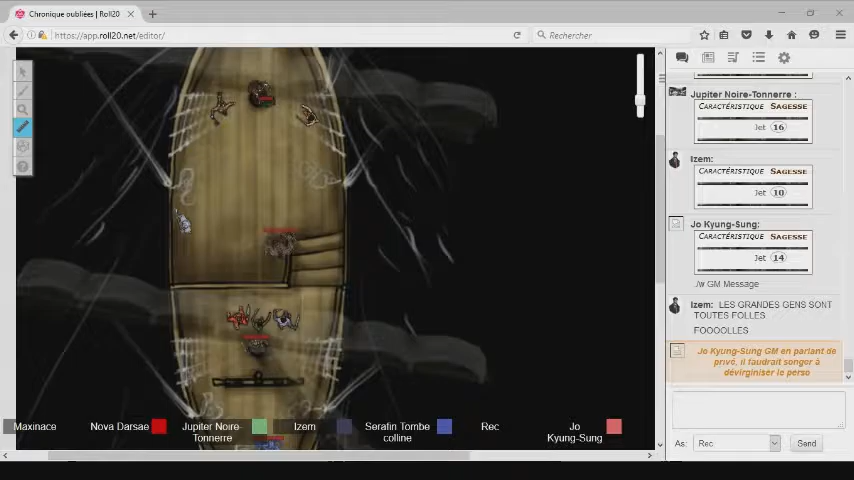 Chronique oubliées | Roll20
https://app.roll20.net/editor/
Rechercher
Jupiter Noire-Tonnerre :
CARACTÉRISTIQUE SAGESSE
Jet 16
Izem:
CARACTÉRISTIQUE SAGESSE
Jet 10
Jo Kyung-Sung:
CARACTÉRISTIQUE SAGESSE
Jet 14
./w GM Message
Izem: LES GRANDES GENS SONT
TOUTES FOLLES
FOOOOLLES
Jo Kyung-Sung GM en parlant de
privé, il faudrait songer à
dévirginiser le perso
Maxinace
Nova Darsae
Jupiter Noire
Tonnerre
Izem
Serafin Tombe
colline
Rec
Jo
Kyung-Sung
As:
Rec
Send